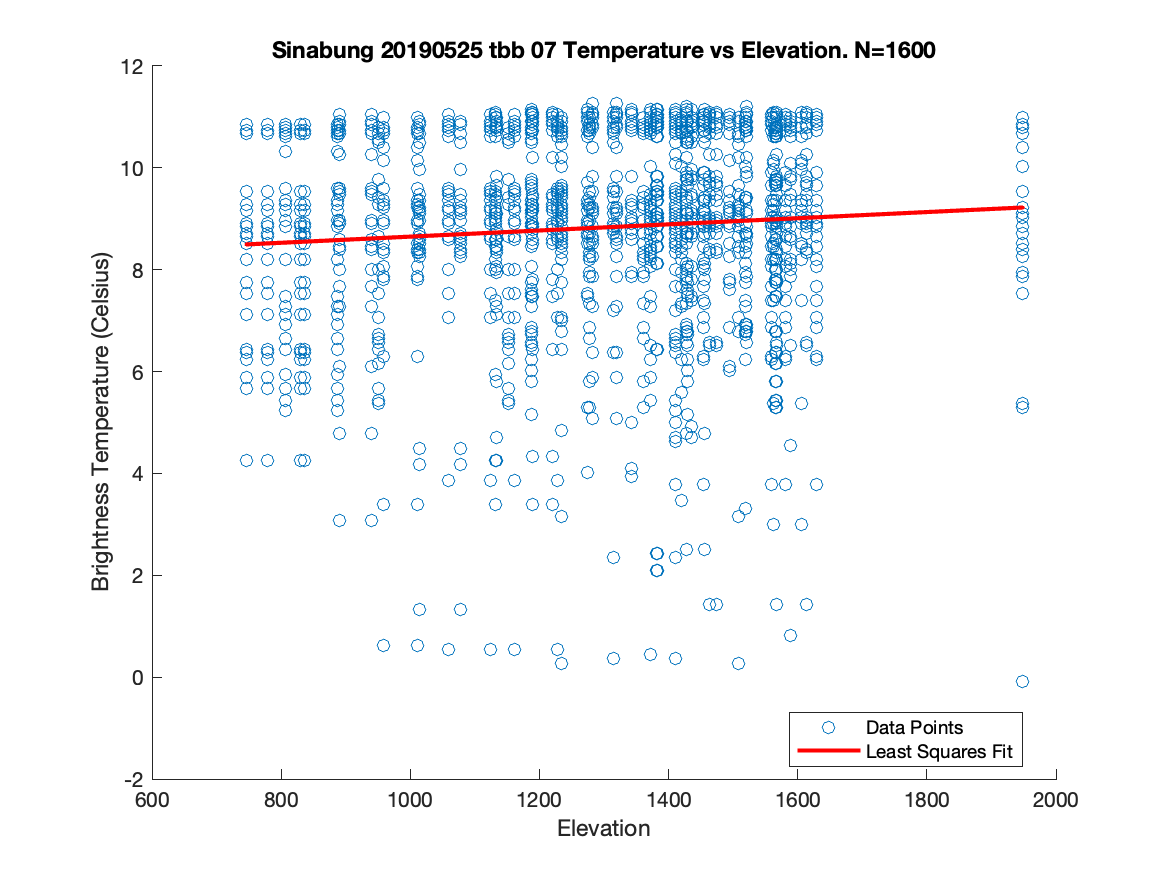 Sinabung 20190525 tbb 07 Temperature vs Elevation. N=1600
12
10
8
6
4
2
0
-2
Brightness Temperature (Celsius)
Data Points
Least Squares Fit
600 800 1000 1200 1400 1600 1800 2000
Elevation